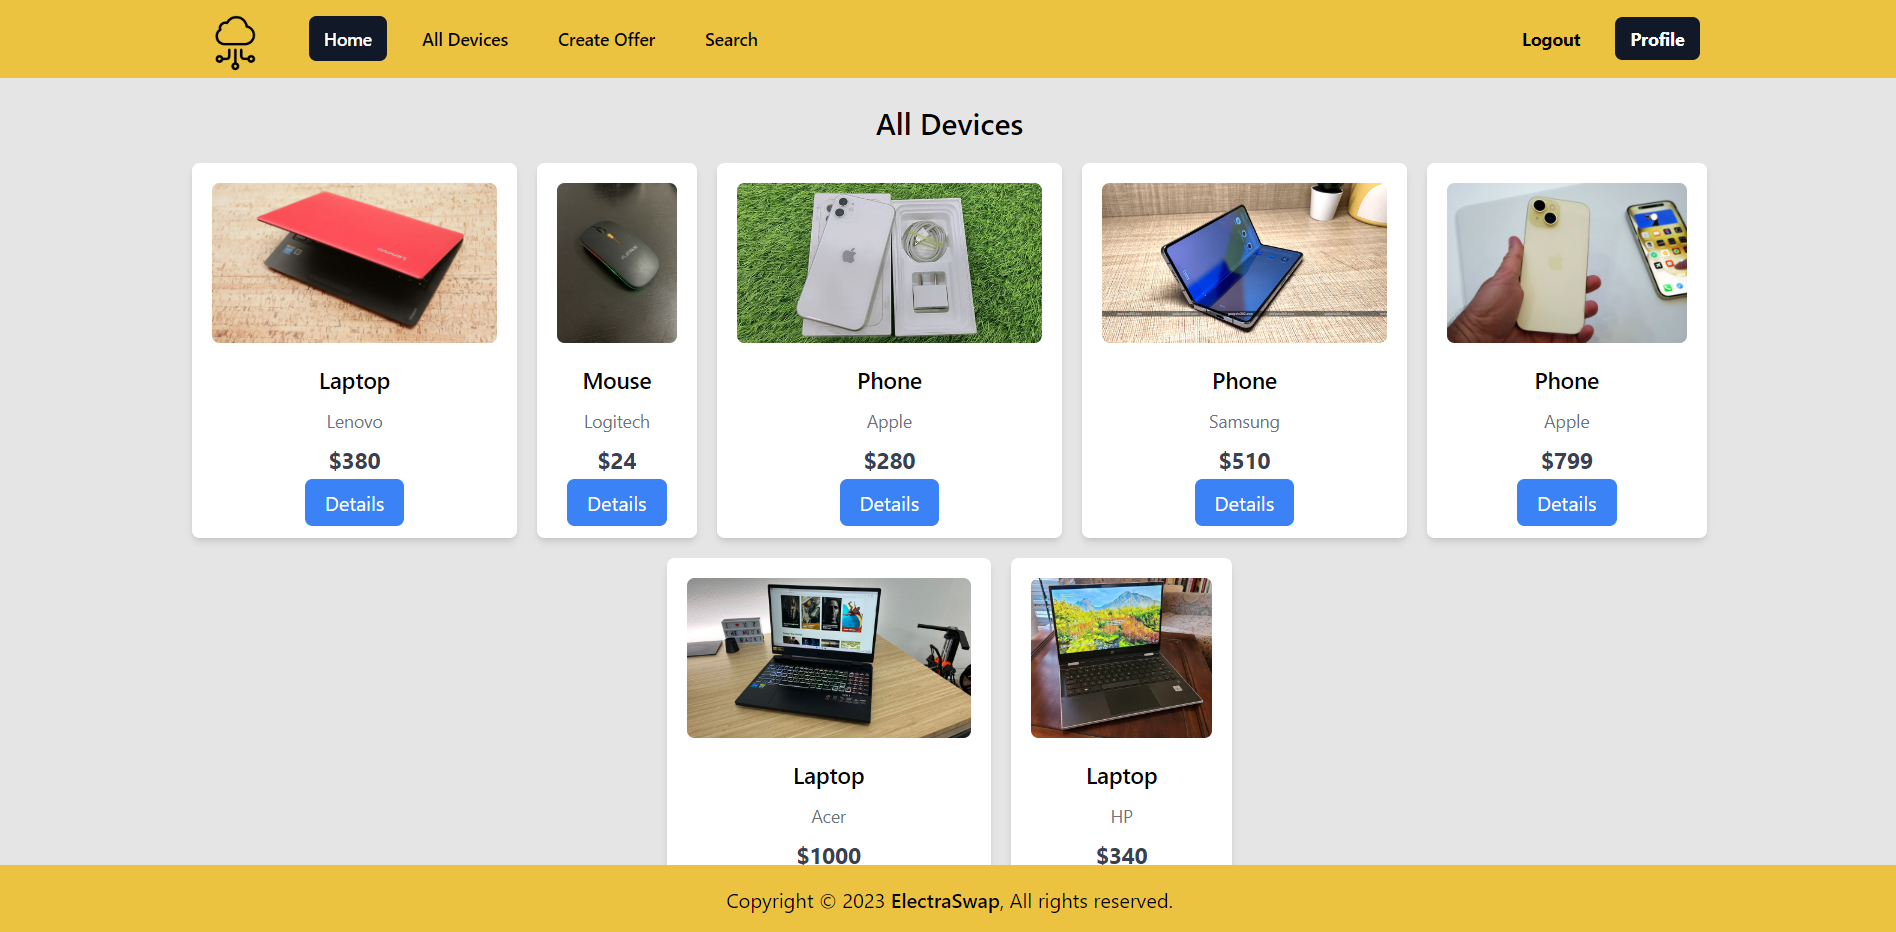 Home
All Devices
Create Offer
Search
Logout
Profile
All Devices
Laptop
Lenovo
$380
Details
Mouse
Logitech
$24
Details
Phone
Apple
$280
Details
Phone
Samsung
$510
Details
Phone
Apple
$799
Details
Laptop
Acer
$1000
Laptop
HP
$340
Copyright © 2023 ElectraSwap, All rights reserved.